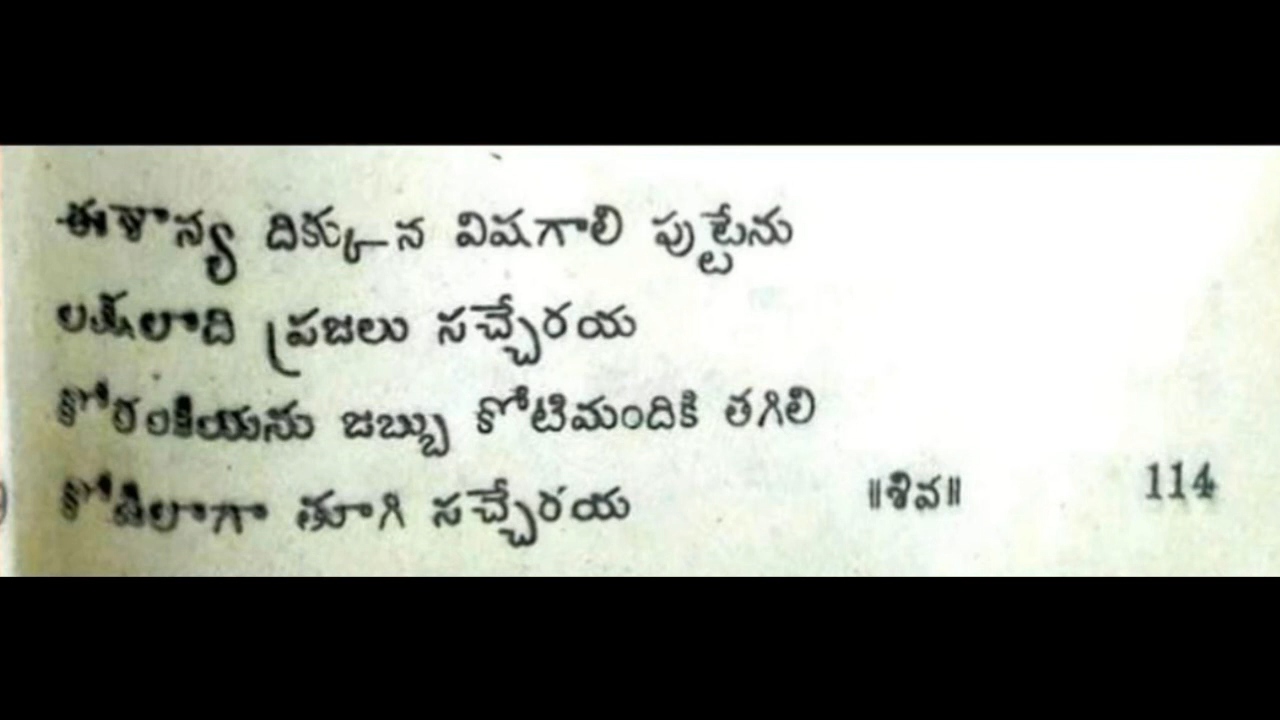 ఈశాన్య దిక్కున విషగాలి పుట్టేను
లక్షలాది ప్రజలు సచ్చేరయ
కోరంకియను జబ్బు కోటిమందికి తగిలి
కోడిలాగా తూగి సచ్చేరయ ॥శివ॥ 114